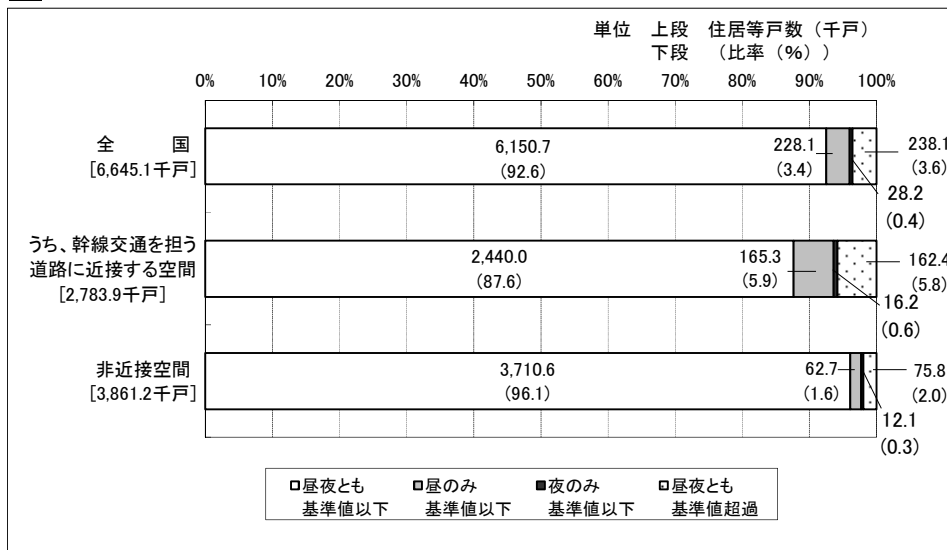 単位　上段　住居等戸数（千戸）
下段　（比率（%））
0%　10%　20%　30%　40%　50%　60%　70%　80%　90%　100%
全　　国
[6,645.1千戸]
6,150.7
(92.6)
228.1
(3.4)
238.1
(3.6)
28.2
(0.4)
うち、幹線交通を担う
道路に近接する空間
[2,783.9千戸]
2,440.0
(87.6)
165.3
(5.9)
162.4
(5.8)
16.2
(0.6)
非近接空間
[3,861.2千戸]
3,710.6
(96.1)
62.7
(1.6)
75.8
(2.0)
12.1
(0.3)
昼夜とも
基準値以下
昼のみ
基準値以下
夜のみ
基準値以下
昼夜とも
基準値超過